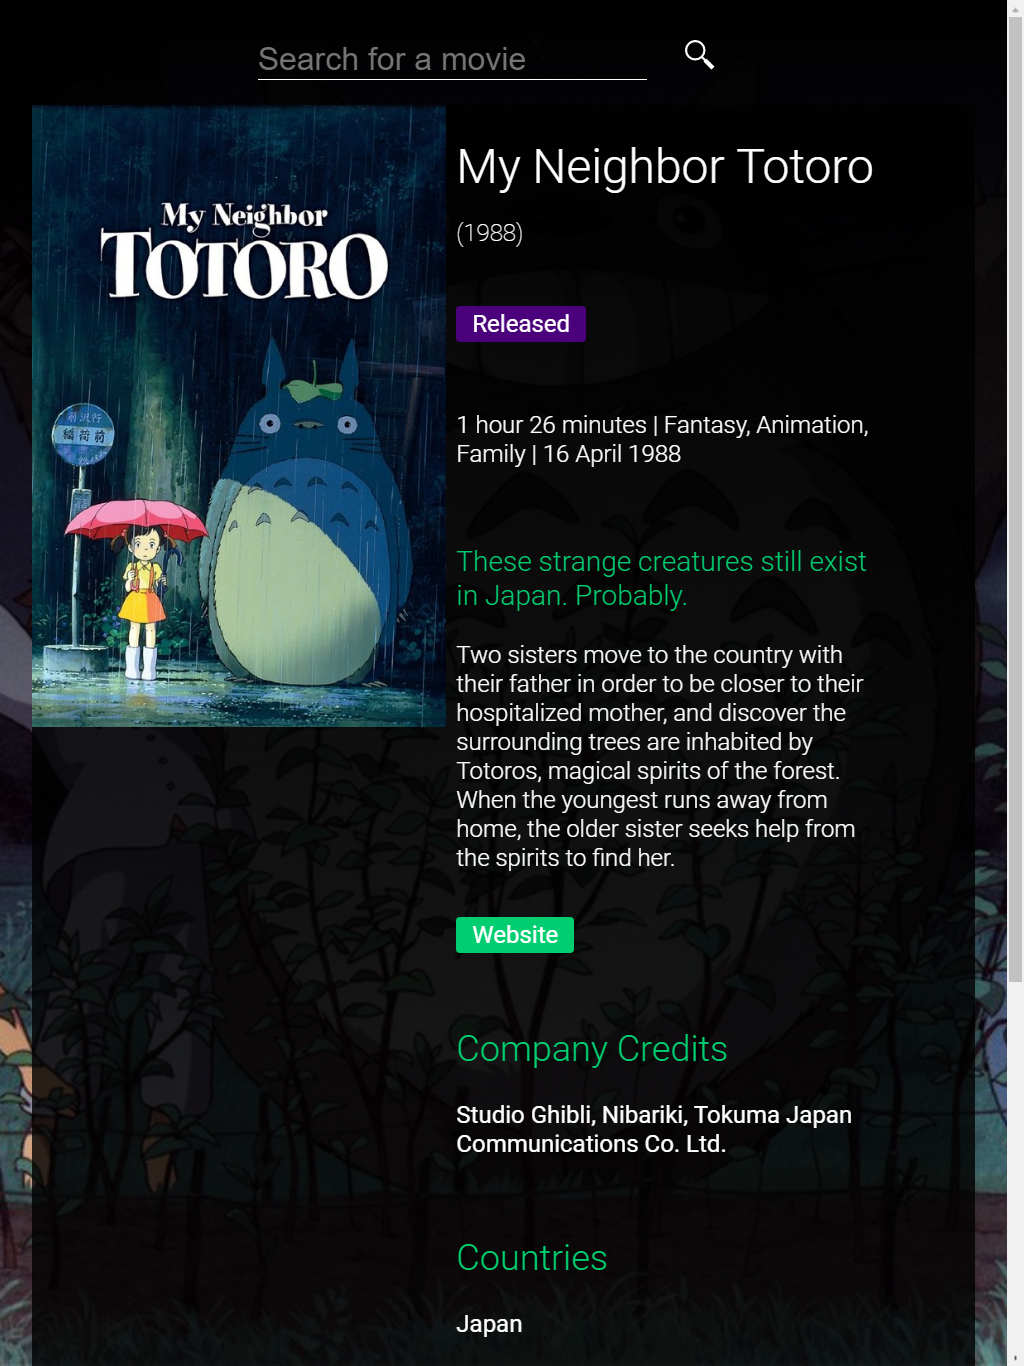 Search for a movie
My Neighbor
TOTORO
前沢行
稲荷前
My Neighbor Totoro
(1988)
Released
1 hour 26 minutes | Fantasy, Animation,
Family | 16 April 1988
These strange creatures still exist
in Japan. Probably.
Two sisters move to the country with
their father in order to be closer to their
hospitalized mother, and discover the
surrounding trees are inhabited by
Totoros, magical spirits of the forest.
When the youngest runs away from
home, the older sister seeks help from
the spirits to find her.
Website
Company Credits
Studio Ghibli, Nibariki, Tokuma Japan
Communications Co. Ltd.
Countries
Japan